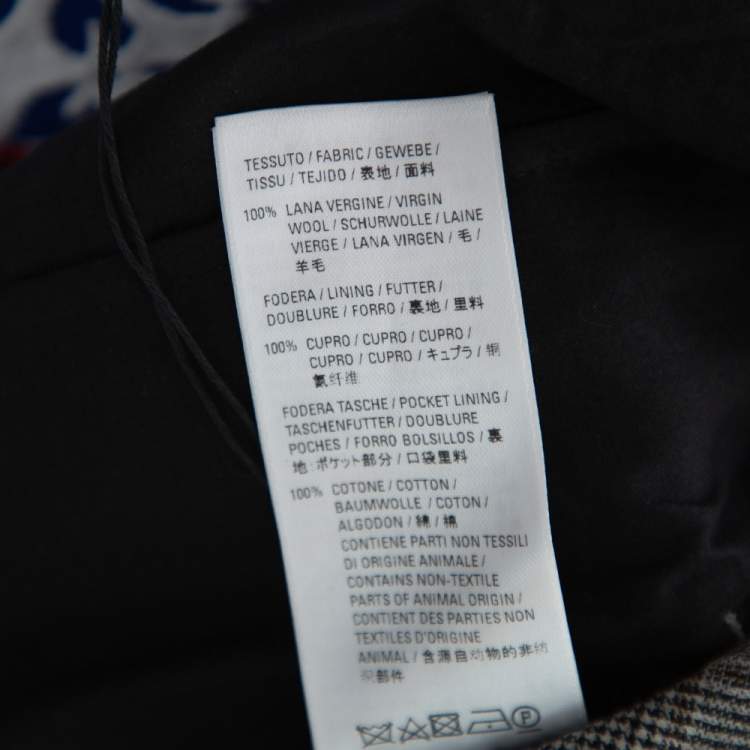 TESSUTO / FABRIC / GEWEBE /
TISSU / TEJIDO / 表地 / 面料
100% LANA VERGINE / VIRGIN
WOOL / SCHURWOLLE / LAINE
VIERGE / LANA VIRGEN / 毛 /
羊毛
FODERA / LINING / FUTTER /
DOUBLURE / FORRO / 裏地 / 里料
100% CUPRO / CUPRO / CUPRO /
CUPRO / CUPRO / キュプラ / 铜
氨纤维
FODERA TASCHE / POCKET LINING /
TASCHENFUTTER / DOUBLURE
POCHES / FORRO BOLSILLOS / 裏
地:ポケット部分 / 口袋里料
100% COTONE / COTTON /
BAUMWOLLE / COTON /
ALGODON / 綿 / 棉
CONTIENE PARTI NON TESSILI
DI ORIGINE ANIMALE /
CONTAINS NON-TEXTILE
PARTS OF ANIMAL ORIGIN /
CONTIENT DES PARTIES NON
TEXTILES D'ORIGINE
ANIMAL / 含源自动物的非纺
织部件
P